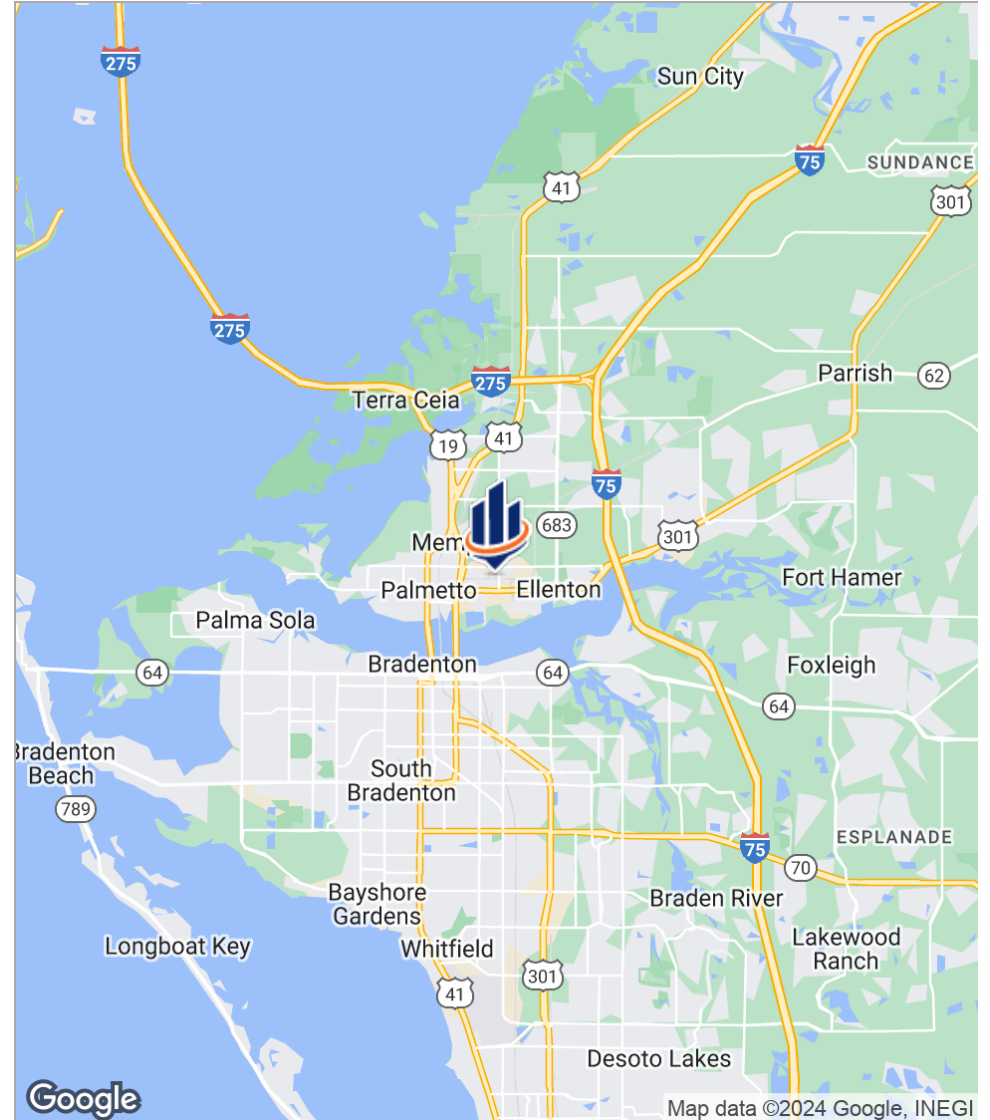 275
Sun City
75
SUNDANCE
41
301
275
Parrish
62
275
Terra Ceia
19
41
75
683
301
Mem
Fort Hamer
Palmetto
Ellenton
Palma Sola
Bradenton
64
64
Foxleigh
64
Bradenton
Beach
South
Bradenton
789
ESPLANADE
75
70
Bayshore
Gardens
Braden River
Longboat Key
Whitfield
Lakewood
Ranch
301
41
Desoto Lakes
Google
Map data ©2024 Google, INEGI